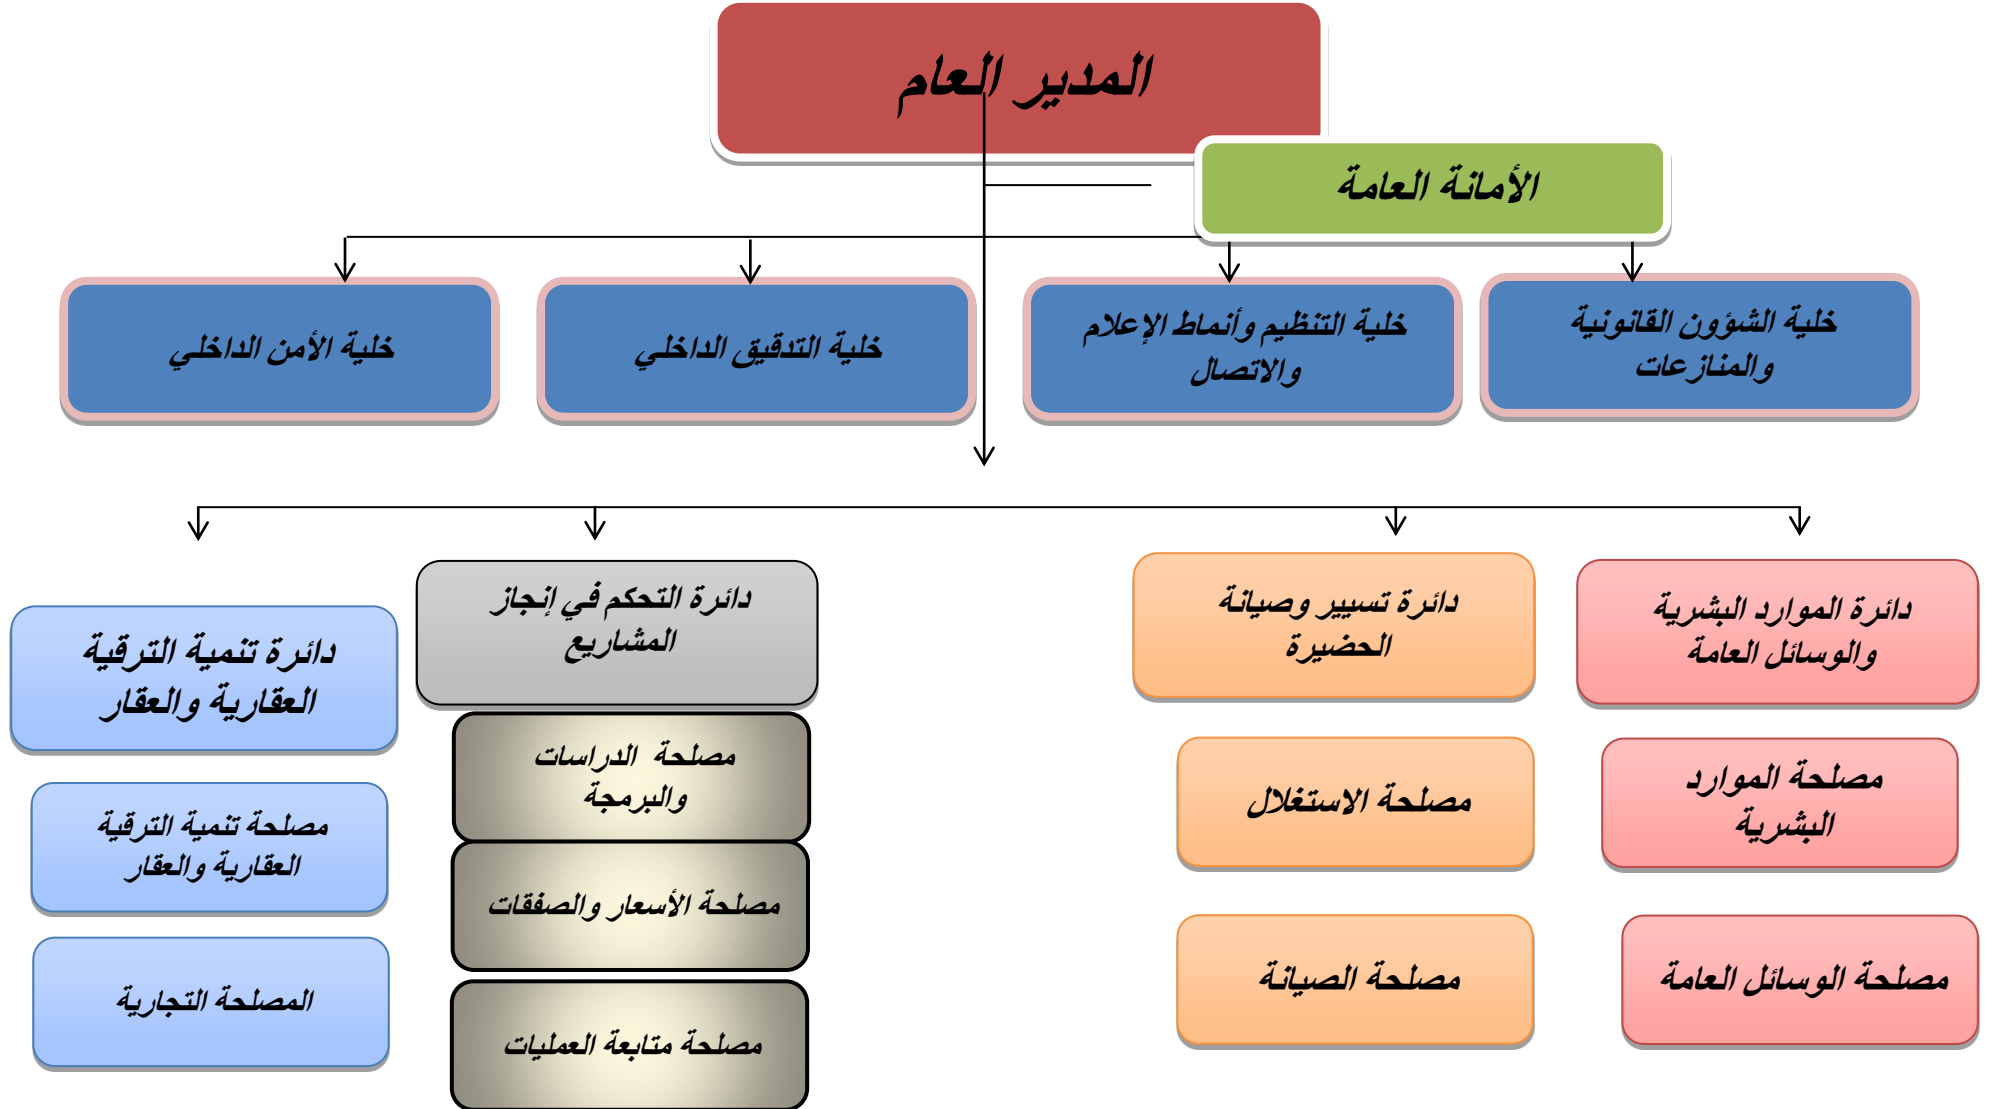 المدير العام
الأمانة العامة
خلية الشؤون القانونية
والمنازعات
خلية التنظيم وأنماط الإعلام
والاتصال
خلية التدقيق الداخلي
خلية الأمن الداخلي
دائرة الموارد البشرية
والوسائل العامة
مصلحة الموارد
البشرية
مصلحة الوسائل العامة
دائرة تسيير وصيانة
الحضيرة
مصلحة الاستغلال
مصلحة الصيانة
دائرة التحكم في إنجاز
المشاريع
مصلحة الدراسات
والبرمجة
مصلحة الأسعار والصفقات
مصلحة متابعة العمليات
دائرة تنمية الترقية
العقارية والعقار
مصلحة تنمية الترقية
العقارية والعقار
المصلحة التجارية